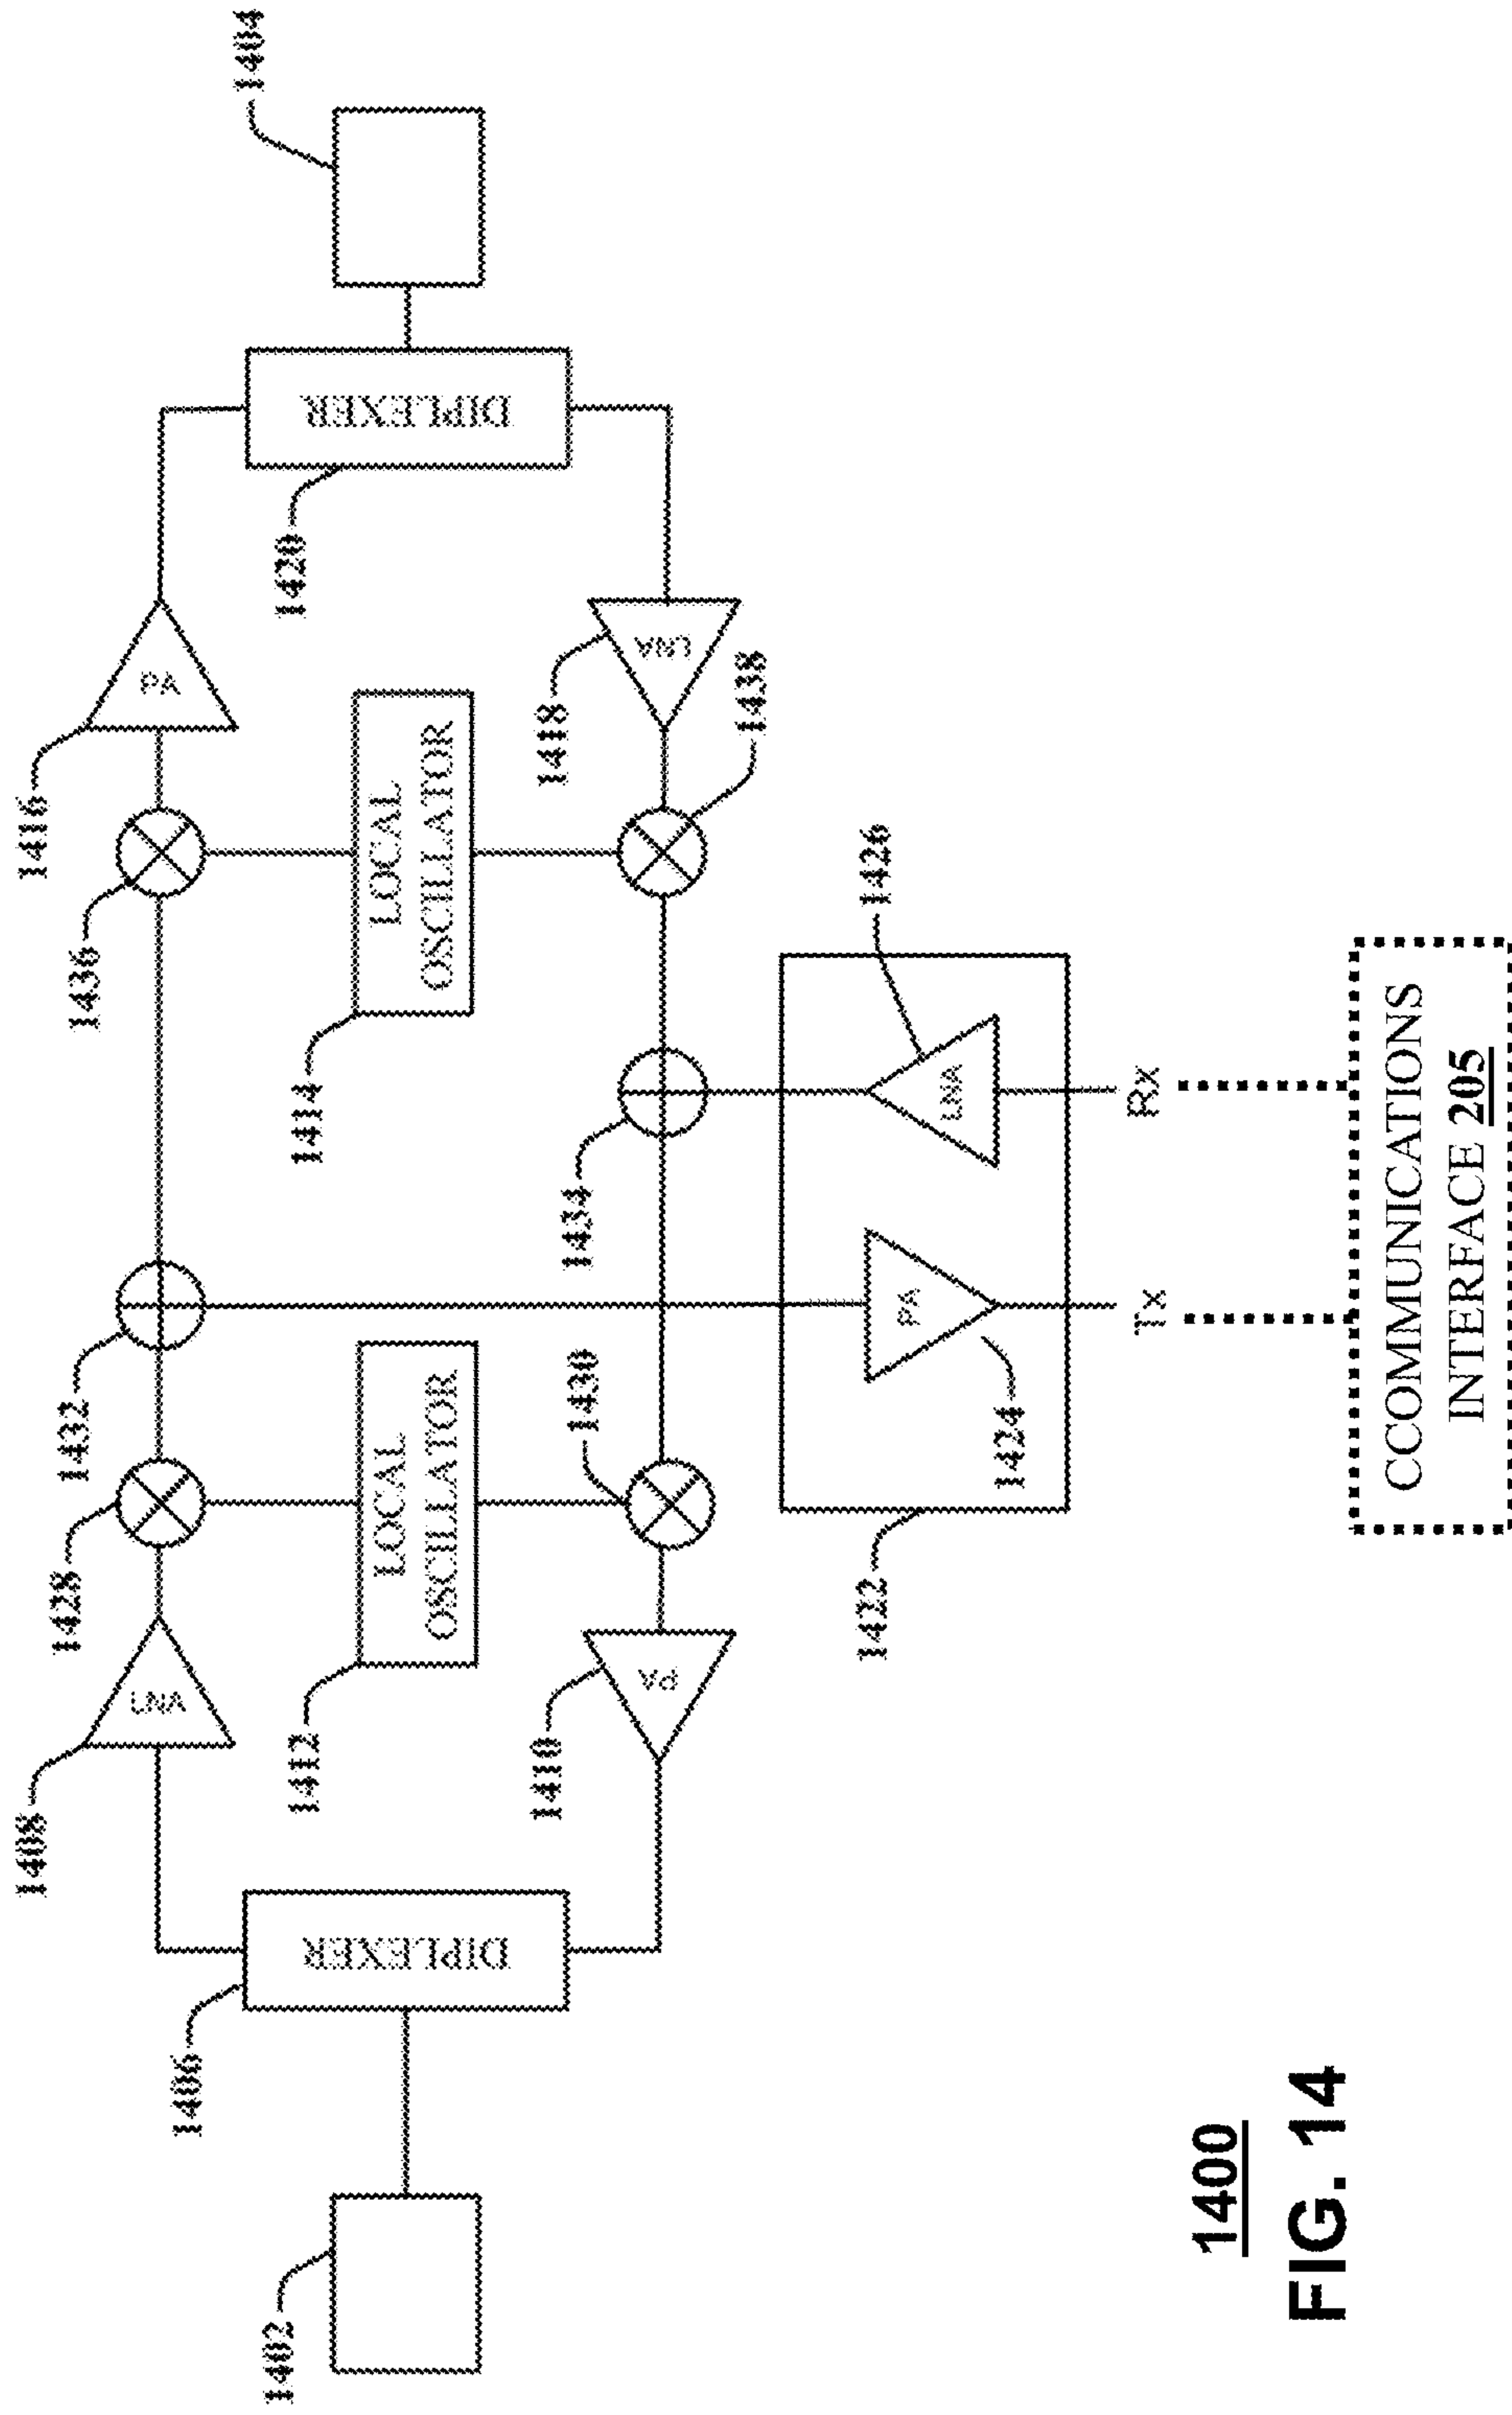 1404
1436
1416
PA
1420
DIPLEXER
1432
1428
LNA
1408
LOCAL
OSCILLATOR
1414
LOCAL
OSCILLATOR
1412
1418
LNA
1438
1434
1430
1410
PA
DIPLEXER
1406
1402
1426
LNA
PA
1424
1422
Rx
Tx
CCOMMUNICATIONS
INTERFACE 205
1400
FIG. 14